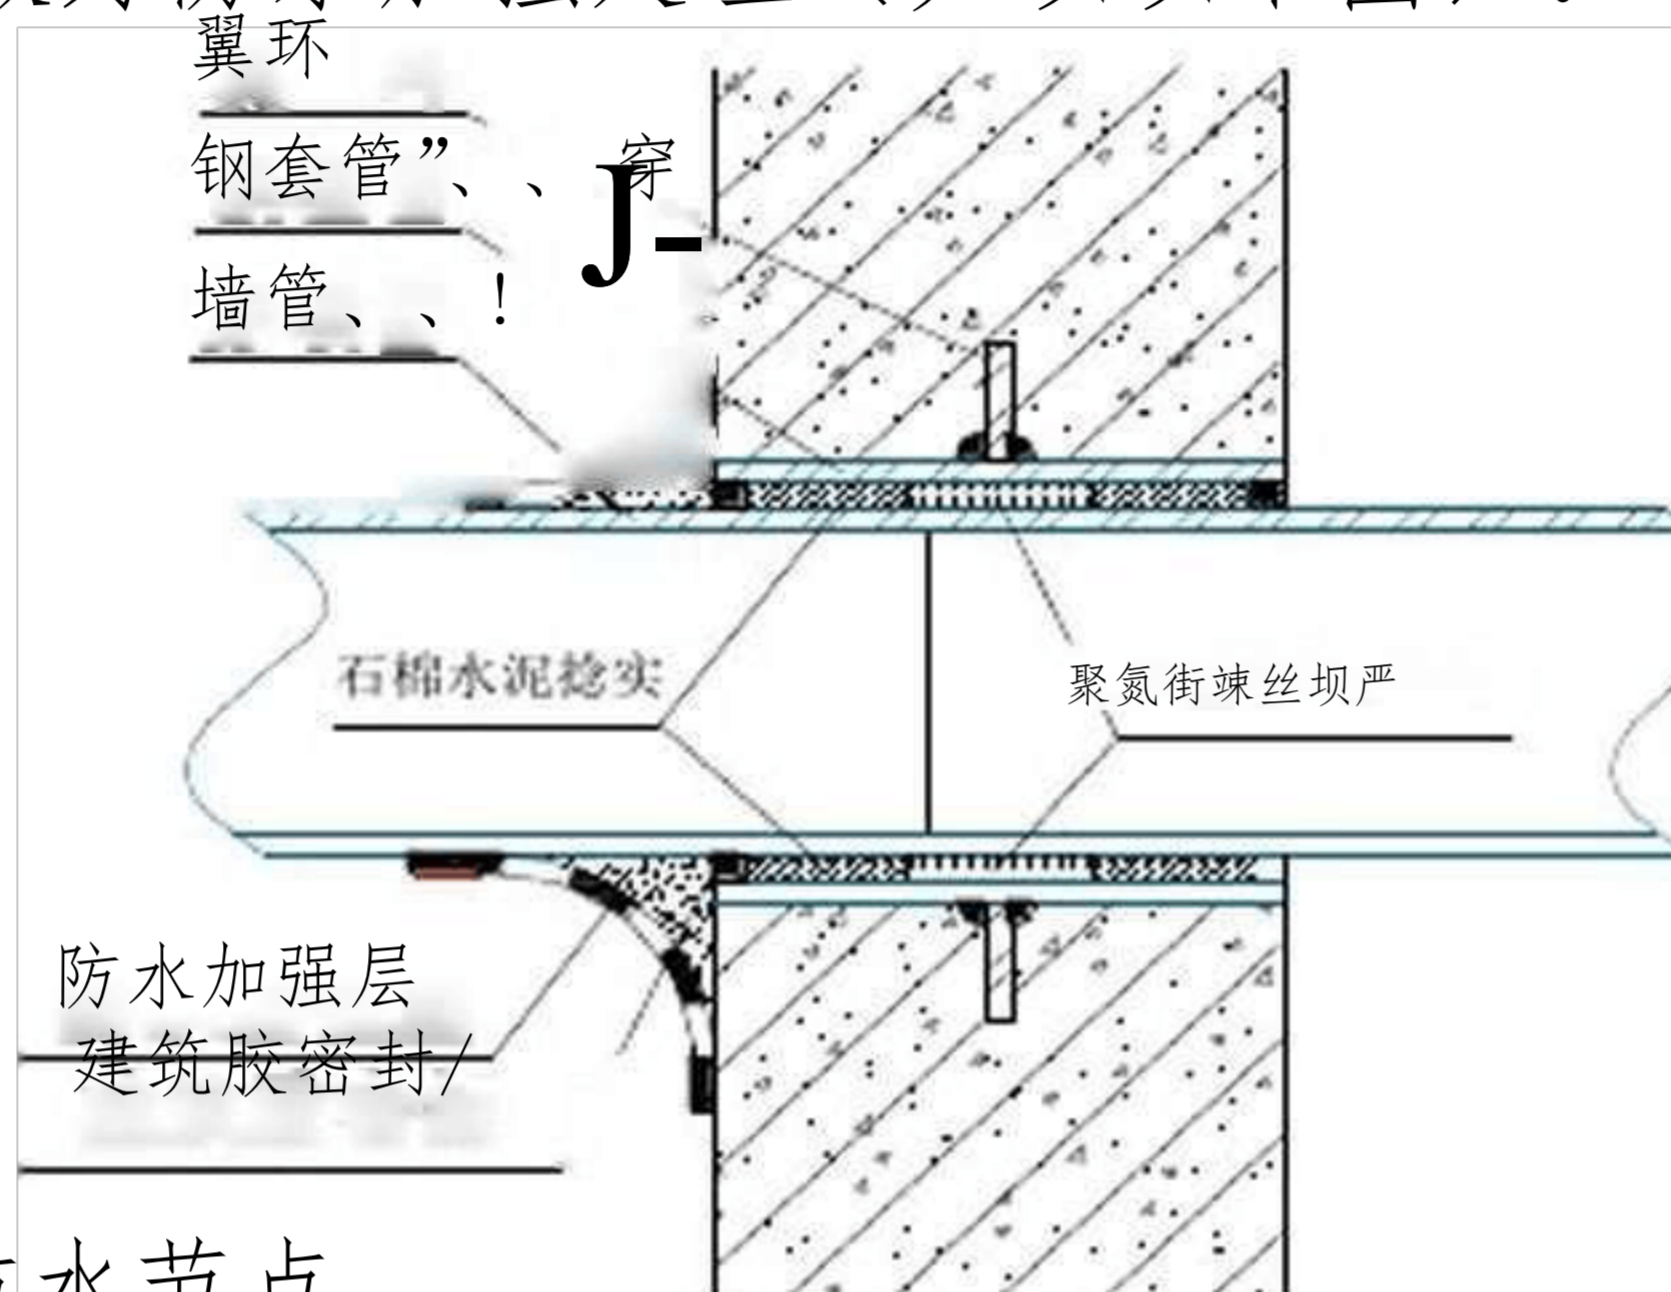 翼环
钢套管”、、穿
J-
墙管、、!
石棉水泥捻实
聚氮街竦丝坝严
防水加强层
建筑胶密封/
水节点